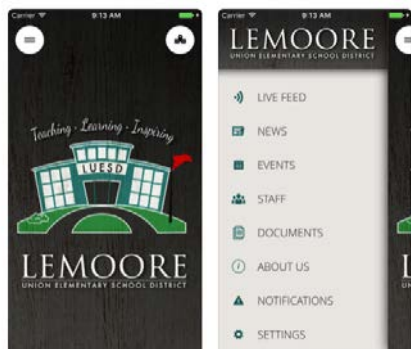 Carrier 9:13 AM
Teaching · Learning · Inspiring
LUESD
LEMOORE
UNION ELEMENTARY SCHOOL DISTRICT
Carrier 9:13 AM
LEMOORE
UNION ELEMENTARY SCHOOL DISTRICT
LIVE FEED
NEWS
EVENTS
STAFF
DOCUMENTS
ABOUT US
NOTIFICATIONS
SETTINGS